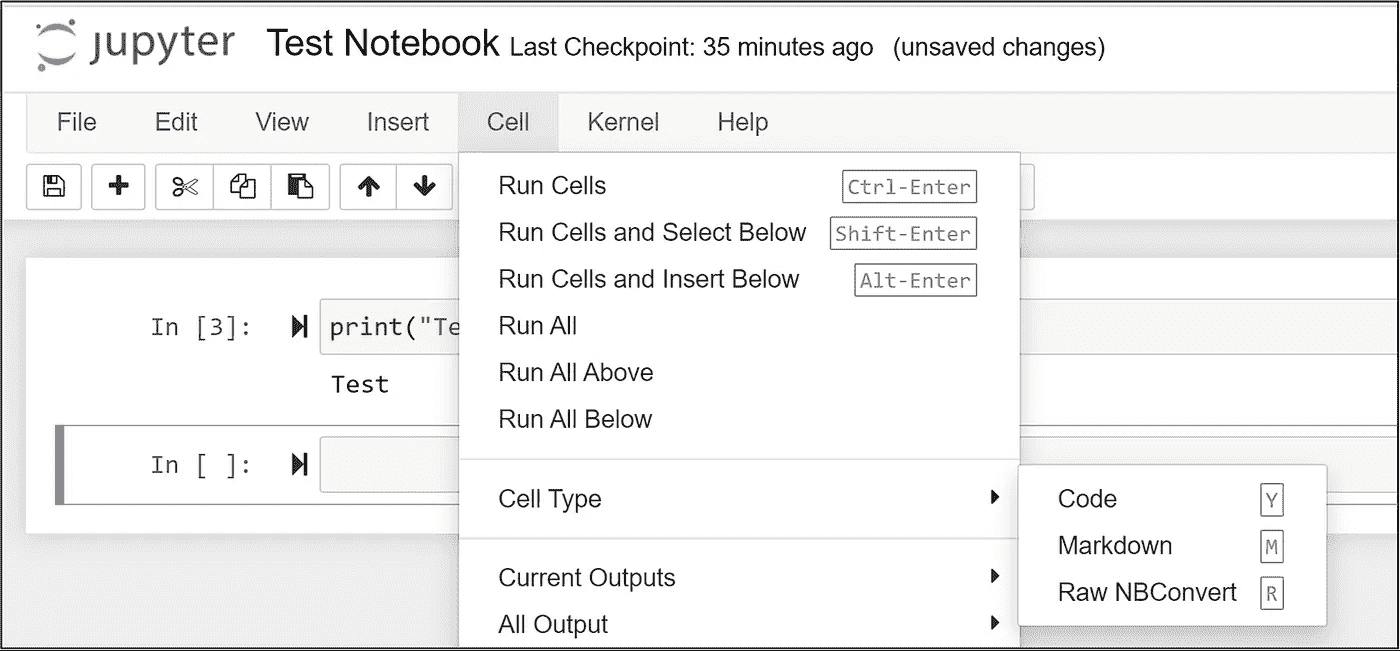 jupyter Test Notebook Last Checkpoint: 35 minutes ago (unsaved changes)
File Edit View Insert Cell Kernel Help
Run Cells Ctrl-Enter
Run Cells and Select Below Shift-Enter
Run Cells and Insert Below Alt-Enter
In [3]: print("Te
Run All
Run All Above
Test
Run All Below
In [ ]:
Cell Type
Code Y
Markdown M
Raw NBConvert R
Current Outputs
All Output